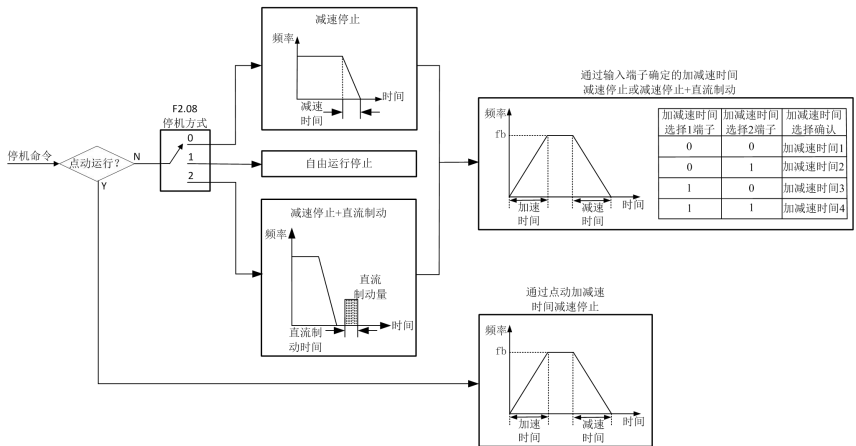 停机命令
点动运行？
N
Y
F2.08
停机方式
0
1
2
减速停止
频率
时间
减速
时间
自由运行停止
减速停止+直流制动
频率
直流
制动量
时间
直流制
动时间
通过输入端子确定的加减速时间
减速停止或减速停止+直流制动
频率
fb
加速
时间
减速
时间
时间
加减速时间
选择1端子
加减速时间
选择2端子
加减速时间
选择确认
0 0 加减速时间1
0 1 加减速时间2
1 0 加减速时间3
1 1 加减速时间4
通过点动加减速
时间减速停止
频率
fb
加速
时间
减速
时间
时间